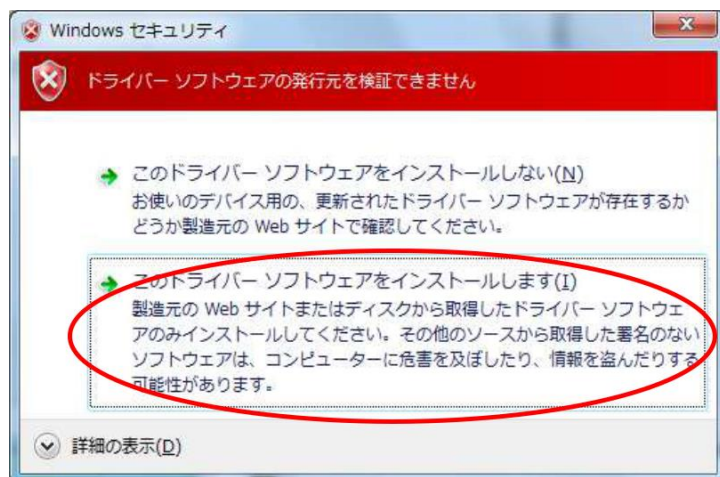 Windows セキュリティ
ドライバー ソフトウェアの発行元を検証できません
このドライバー ソフトウェアをインストールしない(N)
お使いのデバイス用の、更新されたドライバー ソフトウェアが存在するか
どうか製造元の Web サイトで確認してください。
このドライバー ソフトウェアをインストールします(I)
製造元の Web サイトまたはディスクから取得したドライバー ソフトウェ
アのみインストールしてください。その他のソースから取得した署名のない
ソフトウェアは、コンピューターに危害を及ぼしたり、情報を盗んだりする
可能性があります。
詳細の表示(D)